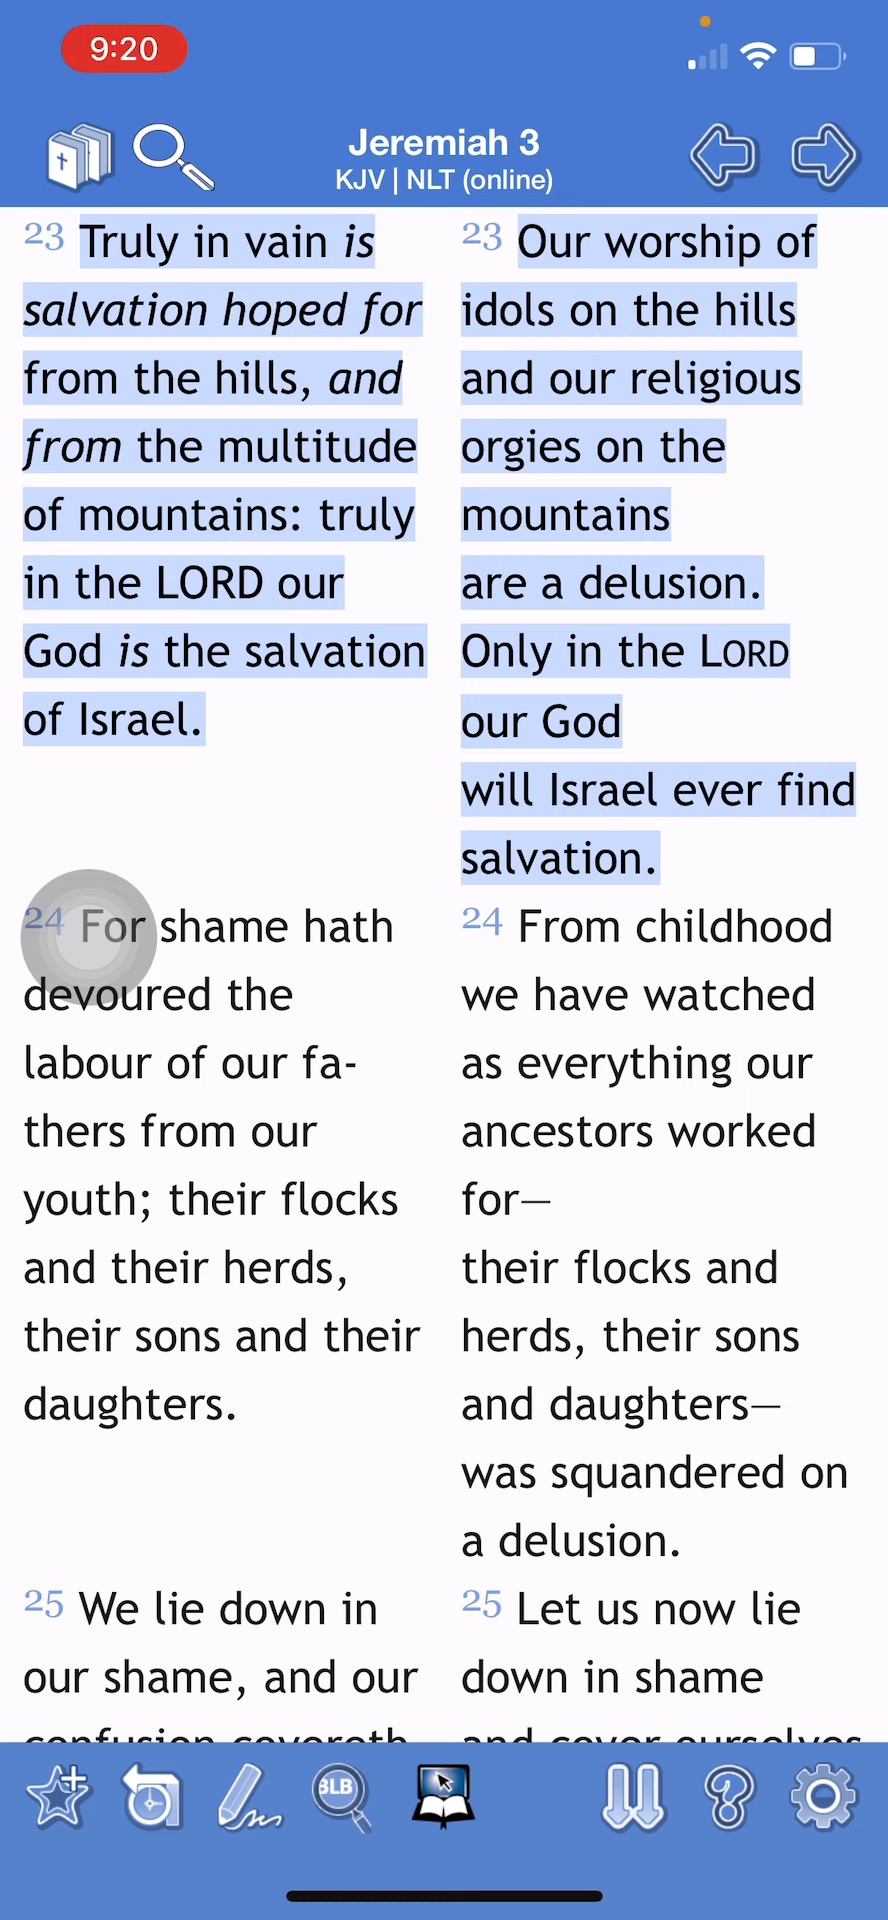 9:20
Jeremiah 3
KJV | NLT (online)
23 Truly in vain is
salvation hoped for
from the hills, and
from the multitude
of mountains: truly
in the LORD our
God is the salvation
of Israel.
23 Our worship of
idols on the hills
and our religious
orgies on the
mountains
are a delusion.
Only in the LORD
our God
will Israel ever find
salvation.
24 For shame hath
devoured the
labour of our fa-
thers from our
youth; their flocks
and their herds,
their sons and their
daughters.
24 From childhood
we have watched
as everything our
ancestors worked
for—
their flocks and
herds, their sons
and daughters—
was squandered on
a delusion.
25 We lie down in
our shame, and our
confusion covereth
25 Let us now lie
down in shame
and cover ourselves
BLB